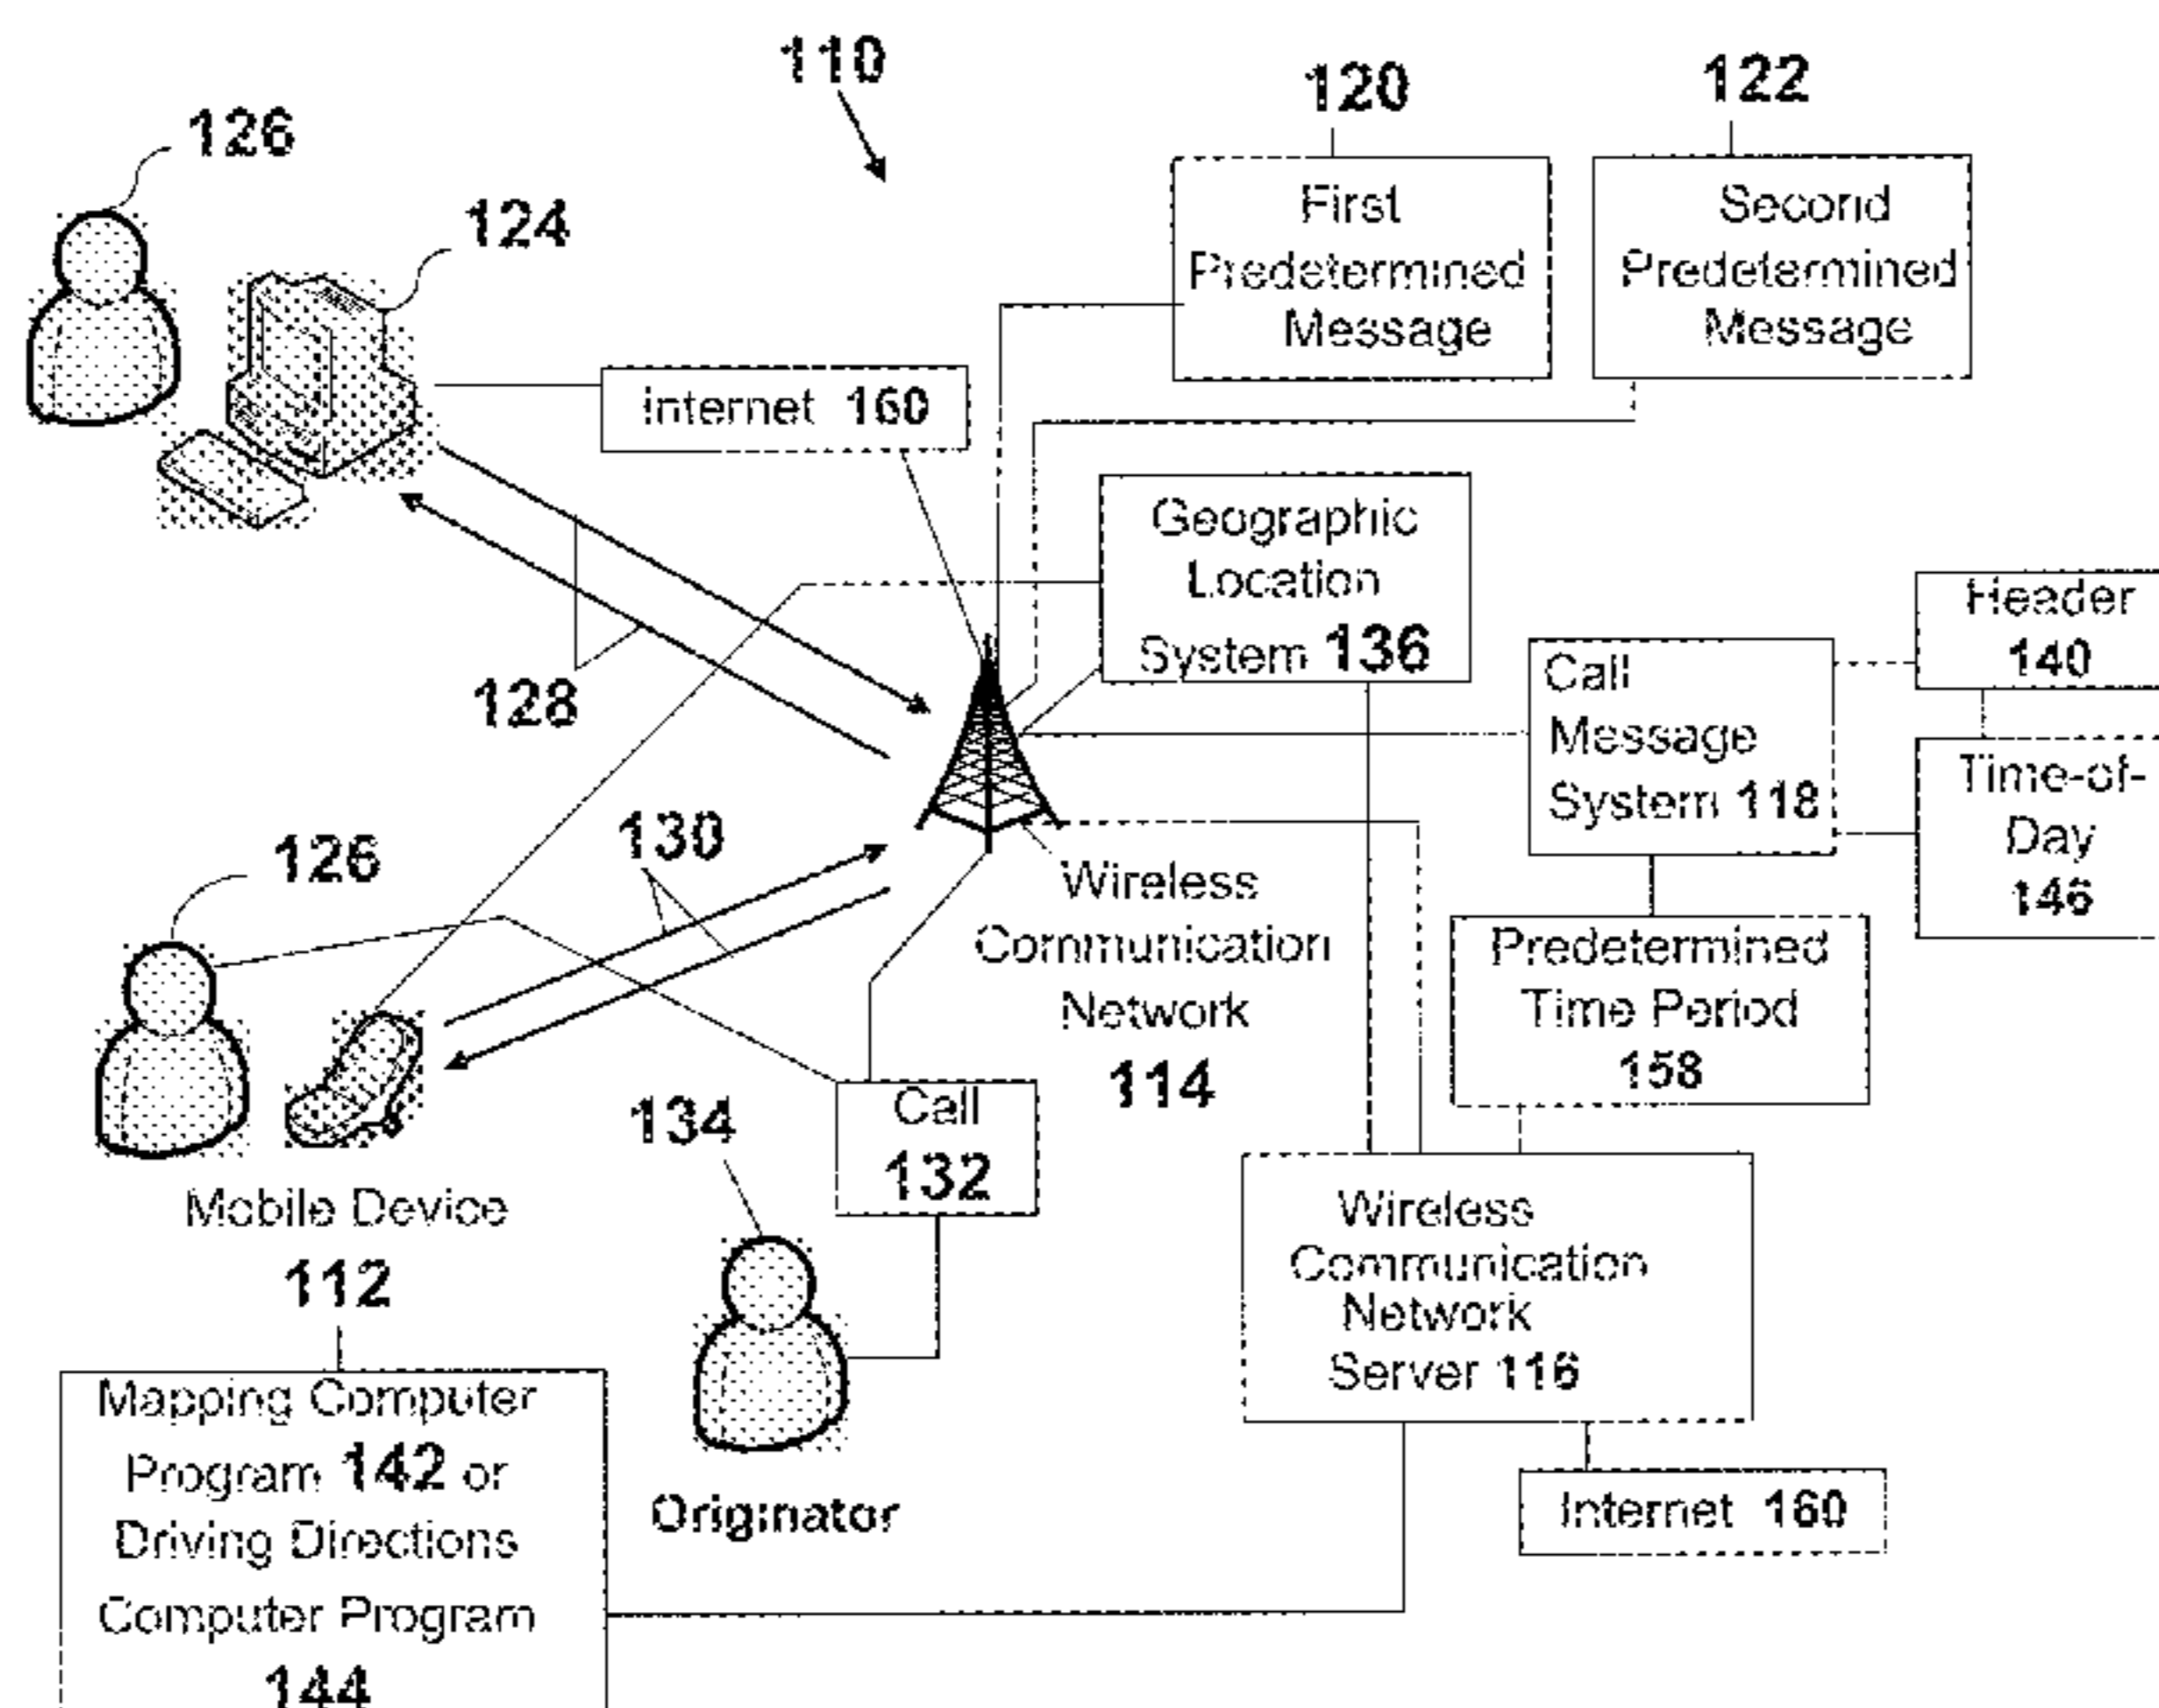 110
120
122
126
124
First
Predetermined
Message
Second
Predetermined
Message
Internet 160
Geographic
Location
System 136
Header
140
128
Call
Message
System 118
Time-of-
Day
146
130
126
Wireless
Communication
Network
114
Predetermined
Time Period
158
134
Call
132
Mobile Device
112
Wireless
Communication
Network
Server 116
Mapping Computer
Program 142 or
Driving Directions
Computer Program
144
Originator
Internet 160